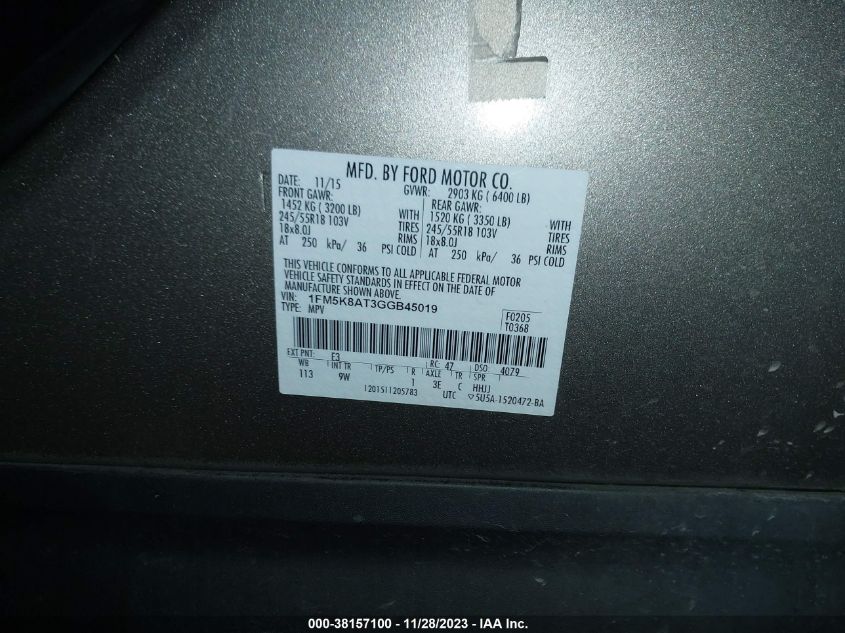 MFD. BY FORD MOTOR CO.
DATE: 11/15 GVWR: 2903 KG ( 6400 LB)
FRONT GAWR: REAR GAWR:
1452 KG ( 3200 LB) WITH 1520 KG ( 3350 LB) WITH
245/55R18 103V TIRES 245/55R18 103V TIRES
18x8.0J RIMS 18x8.0J RIMS
AT 250 kPa/ 36 PSI COLD AT 250 kPa/ 36 PSI COLD
THIS VEHICLE CONFORMS TO ALL APPLICABLE FEDERAL MOTOR
VEHICLE SAFETY STANDARDS IN EFFECT ON THE DATE OF
MANUFACTURE SHOWN ABOVE.
VIN: 1FM5K8AT3GGB45019
TYPE: MPV
F0205
T0368
EXT PNT: E3 RC: 47 DSO 4079
WB INT TR TP/PS R AXLE TR SPR
113 9W 1 3E C HHJJ
1201511205783 UTC ▽5U5A-1520472-BA
000-38157100 - 11/28/2023 - IAA Inc.